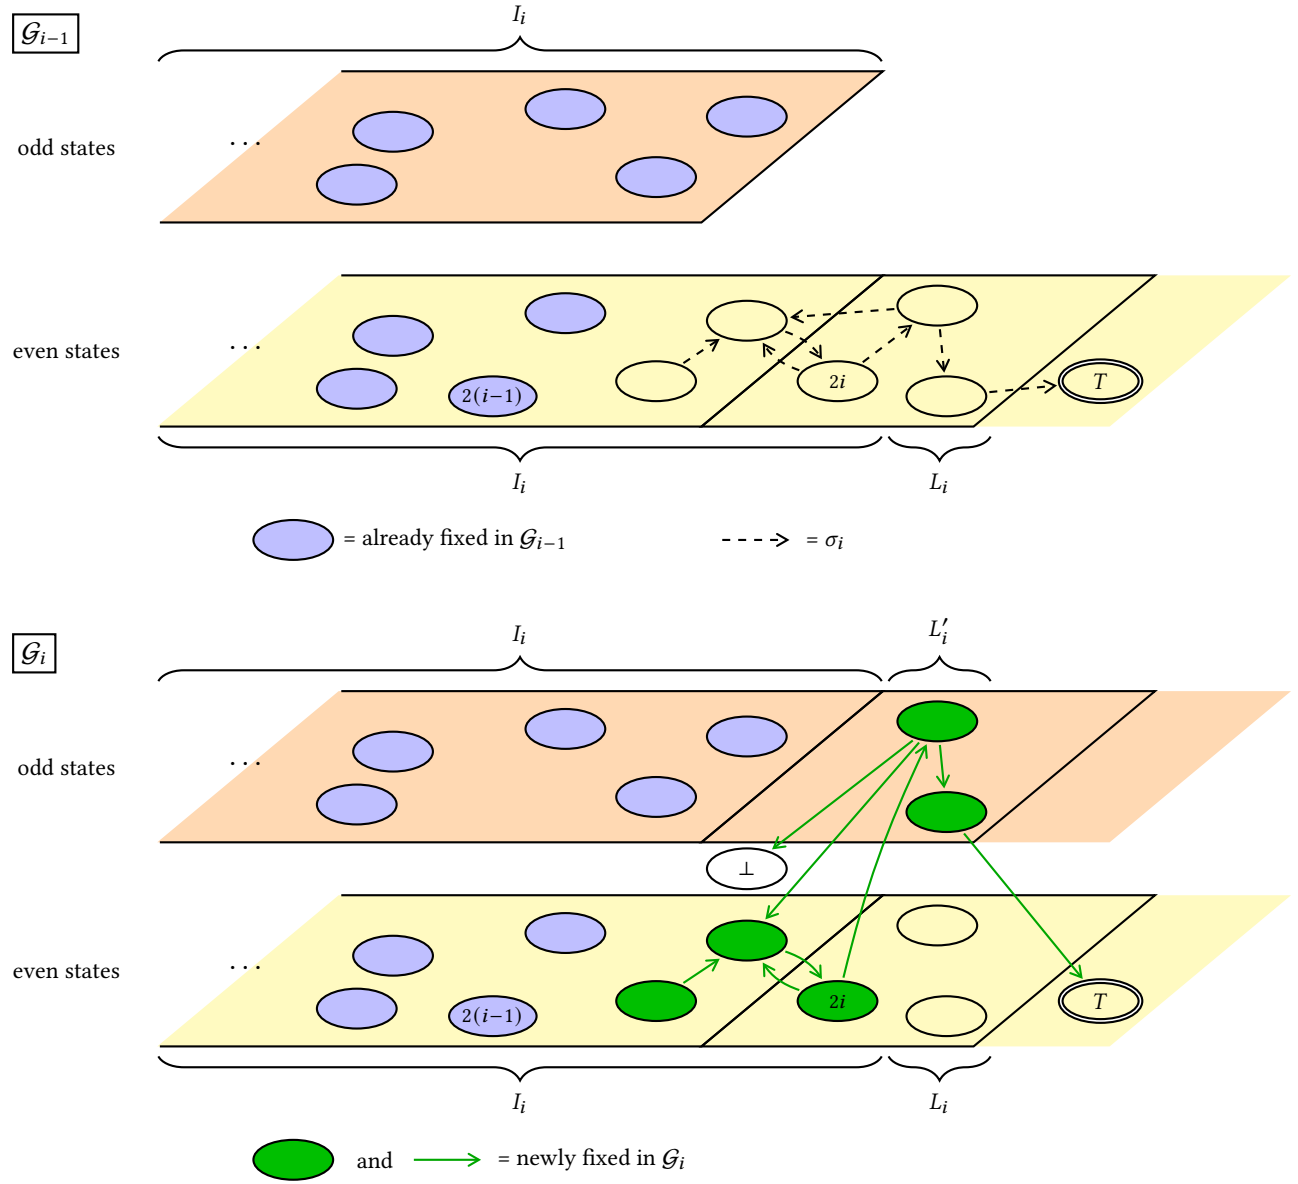 𝒢ᵢ₋₁
Iᵢ
odd states
· · ·
even states
· · ·
2(i−1)
2i
T
Iᵢ
Lᵢ
= already fixed in 𝒢ᵢ₋₁
= σᵢ
𝒢ᵢ
Iᵢ
L′ᵢ
odd states
· · ·
⊥
even states
· · ·
2(i−1)
2i
T
Iᵢ
Lᵢ
and
= newly fixed in 𝒢ᵢ